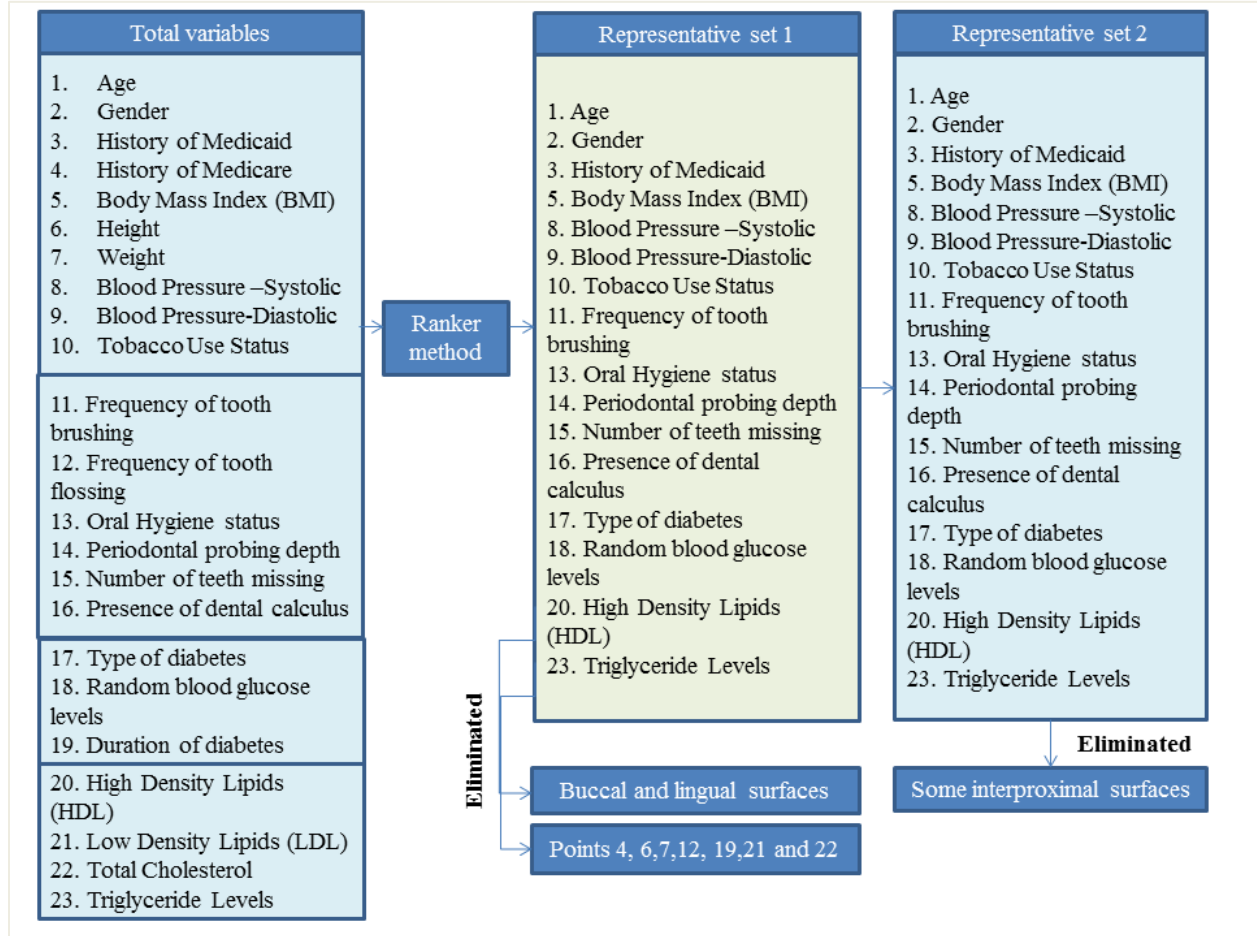 Total variables
1. Age
2. Gender
3. History of Medicaid
4. History of Medicare
5. Body Mass Index (BMI)
6. Height
7. Weight
8. Blood Pressure –Systolic
9. Blood Pressure-Diastolic
10. Tobacco Use Status
11. Frequency of tooth
brushing
12. Frequency of tooth
flossing
13. Oral Hygiene status
14. Periodontal probing depth
15. Number of teeth missing
16. Presence of dental calculus
17. Type of diabetes
18. Random blood glucose
levels
19. Duration of diabetes
20. High Density Lipids
(HDL)
21. Low Density Lipids (LDL)
22. Total Cholesterol
23. Triglyceride Levels
Ranker
method
Representative set 1
1. Age
2. Gender
3. History of Medicaid
5. Body Mass Index (BMI)
8. Blood Pressure –Systolic
9. Blood Pressure-Diastolic
10. Tobacco Use Status
11. Frequency of tooth
brushing
13. Oral Hygiene status
14. Periodontal probing depth
15. Number of teeth missing
16. Presence of dental
calculus
17. Type of diabetes
18. Random blood glucose
levels
20. High Density Lipids
(HDL)
23. Triglyceride Levels
Eliminated
Buccal and lingual surfaces
Points 4, 6,7,12, 19,21 and 22
Representative set 2
1. Age
2. Gender
3. History of Medicaid
5. Body Mass Index (BMI)
8. Blood Pressure –Systolic
9. Blood Pressure-Diastolic
10. Tobacco Use Status
11. Frequency of tooth
brushing
13. Oral Hygiene status
14. Periodontal probing
depth
15. Number of teeth missing
16. Presence of dental
calculus
17. Type of diabetes
18. Random blood glucose
levels
20. High Density Lipids
(HDL)
23. Triglyceride Levels
Eliminated
Some interproximal surfaces